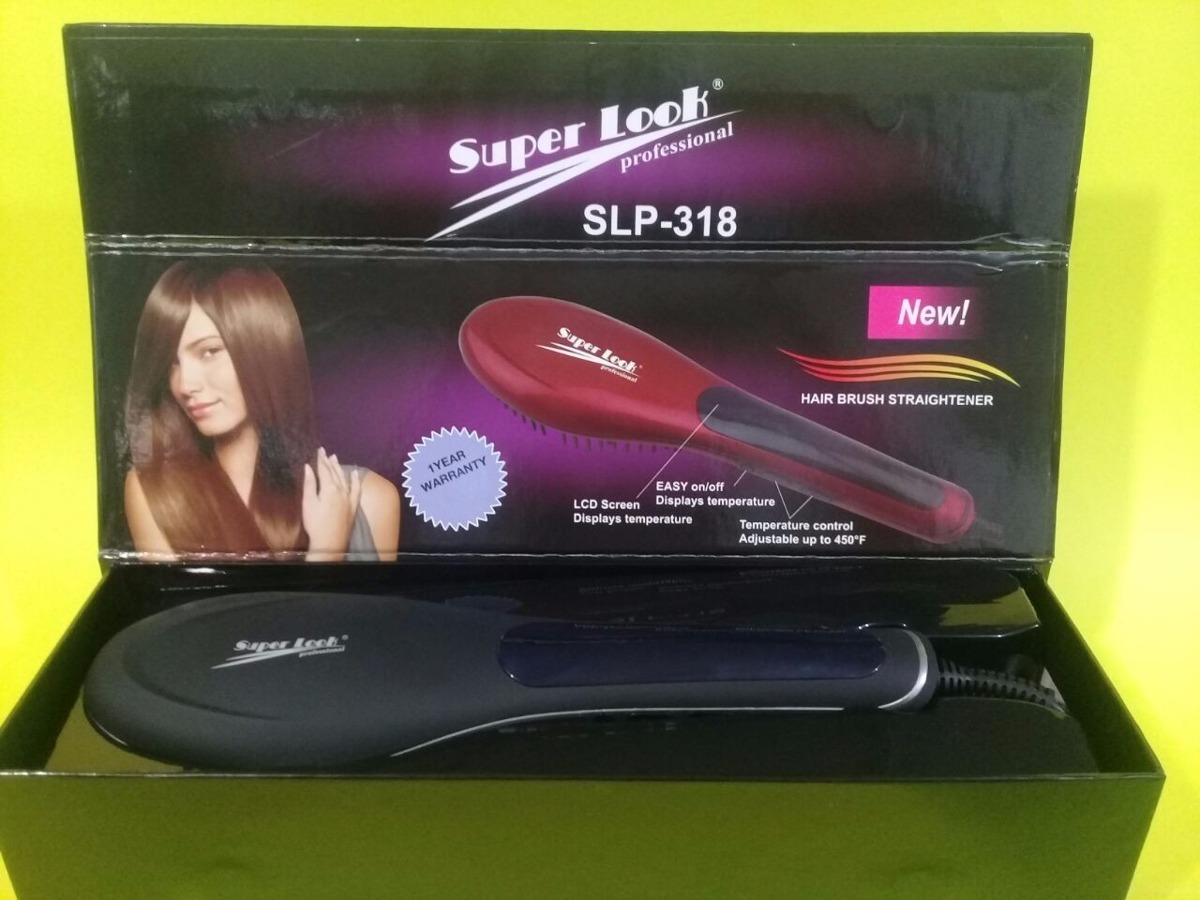 Super Look®
professional
SLP-318
New!
HAIR BRUSH STRAIGHTENER
Super Look
professional
1YEAR
WARRANTY
LCD Screen
Displays temperature
EASY on/off
Displays temperature
Temperature control
Adjustable up to 450°F
Super Look®
professional